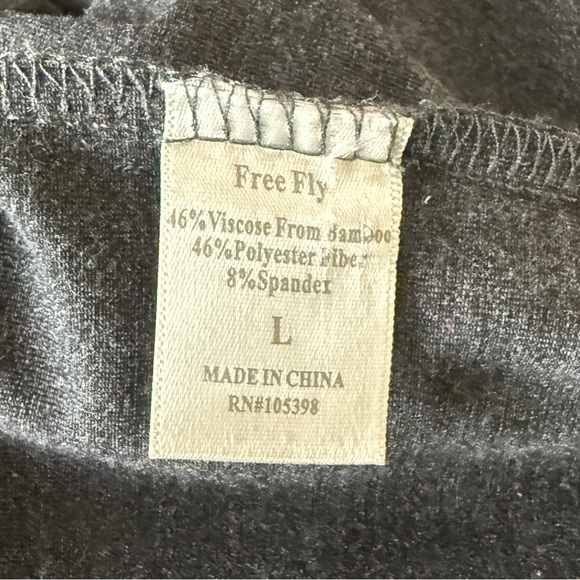 Free Fly
46%Viscose From Bamboo
46%Polyester Fiber
8%Spandex
L
MADE IN CHINA
RN#105398